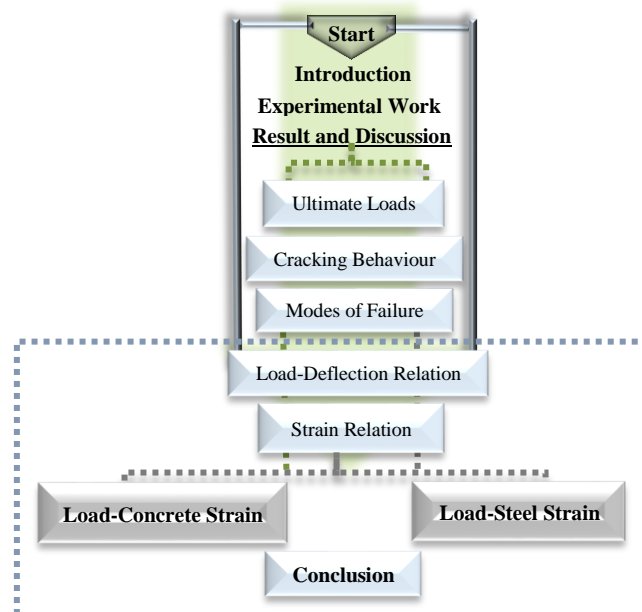 Start
Introduction
Experimental Work
Result and Discussion
Ultimate Loads
Cracking Behaviour
Modes of Failure
Load-Deflection Relation
Strain Relation
Load-Concrete Strain
Load-Steel Strain
Conclusion